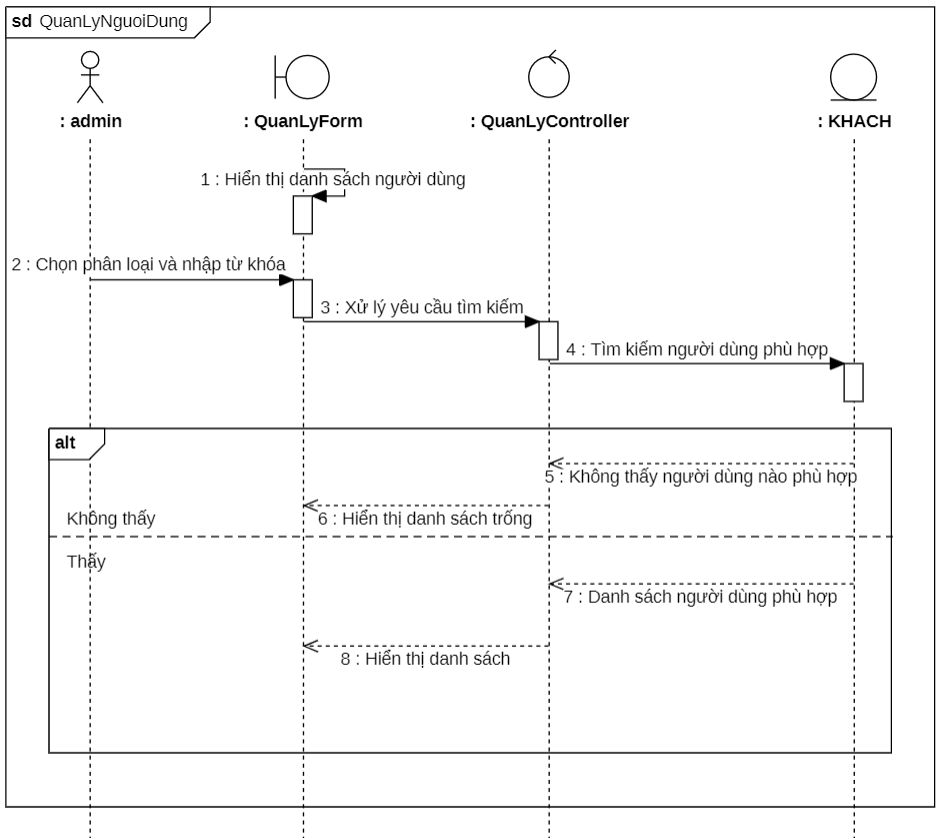 sd QuanLyNguoiDung
: admin
: QuanLyForm
: QuanLyController
: KHACH
1 : Hiển thị danh sách người dùng
2 : Chọn phân loại và nhập từ khóa
3 : Xử lý yêu cầu tìm kiếm
4 : Tìm kiếm người dùng phù hợp
alt
5 : Không thấy người dùng nào phù hợp
6 : Hiển thị danh sách trống
Không thấy
Thấy
7 : Danh sách người dùng phù hợp
8 : Hiển thị danh sách